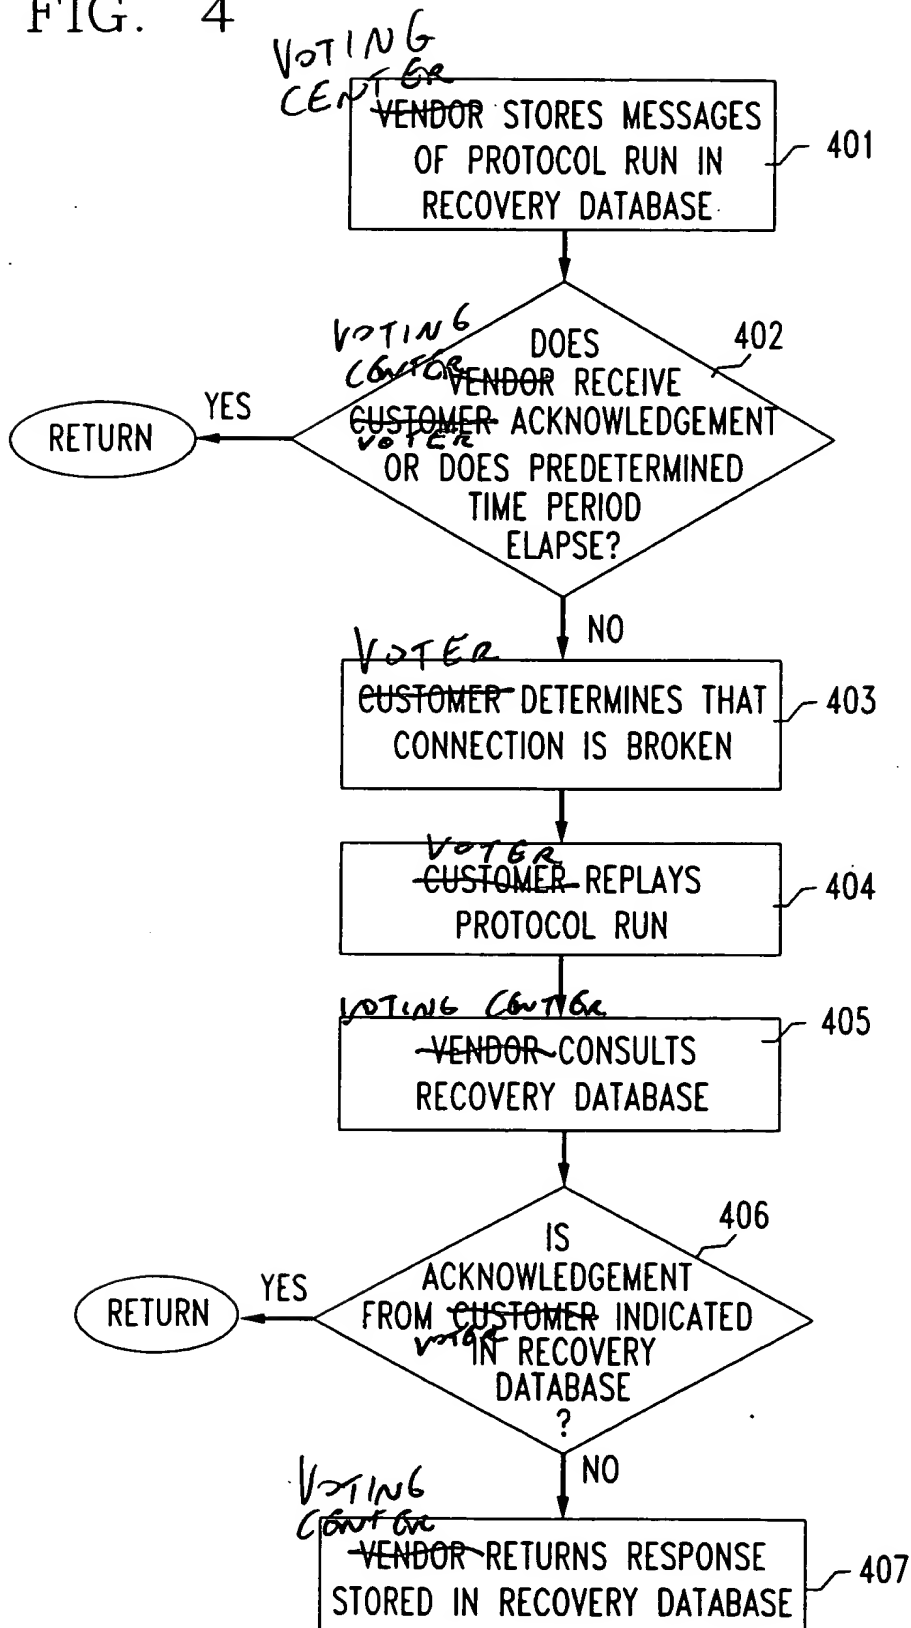 FIG. 4
VOTING
CENTER
VENDOR STORES MESSAGES
OF PROTOCOL RUN IN
RECOVERY DATABASE
401
VOTING
CENTER
DOES
VENDOR RECEIVE
CUSTOMER ACKNOWLEDGEMENT
VOTER
OR DOES PREDETERMINED
TIME PERIOD
ELAPSE?
402
YES
RETURN
NO
VOTER
CUSTOMER DETERMINES THAT
CONNECTION IS BROKEN
403
VOTER
CUSTOMER REPLAYS
PROTOCOL RUN
404
VOTING CENTER
VENDOR CONSULTS
RECOVERY DATABASE
405
IS
ACKNOWLEDGEMENT
FROM CUSTOMER INDICATED
VOTER
IN RECOVERY
DATABASE
?
406
YES
RETURN
NO
VOTING
CENTER
VENDOR RETURNS RESPONSE
STORED IN RECOVERY DATABASE
407